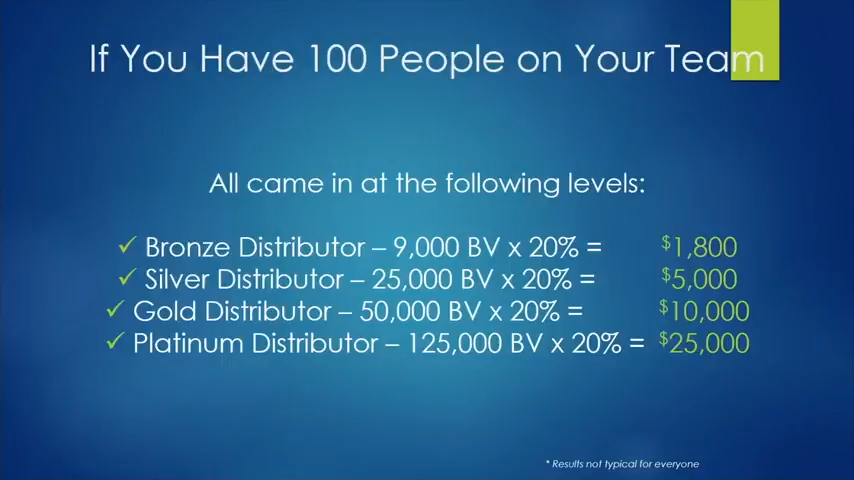 If You Have 100 People on Your Team
All came in at the following levels:
✓ Bronze Distributor – 9,000 BV x 20% = $1,800
✓ Silver Distributor – 25,000 BV x 20% = $5,000
✓ Gold Distributor – 50,000 BV x 20% = $10,000
✓ Platinum Distributor – 125,000 BV x 20% = $25,000
* Results not typical for everyone